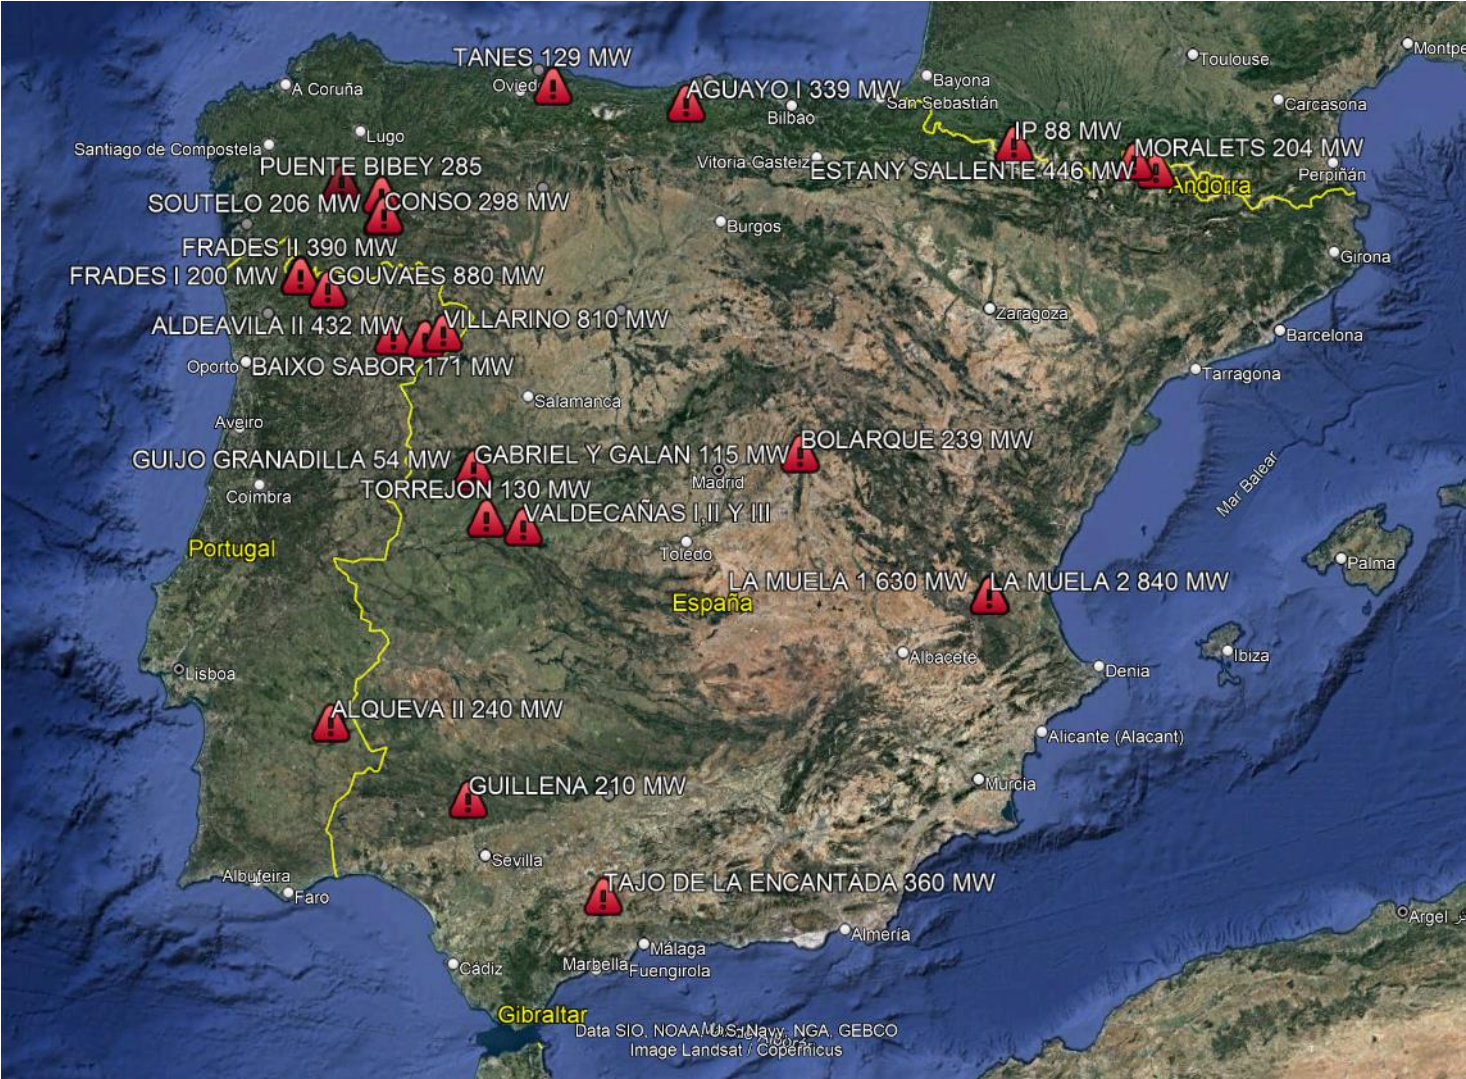 TANES 129 MW
Toulouse
A Coruña
Bayona
AGUAYO I 339 MW
San Sebastián
Carcasona
Bilbao
Lugo
IP 88 MW
Santiago de Compostela
MORALETS 204 MW
PUENTE BIBEY 285
Vitoria-Gasteiz
ESTANY SALLENTE 446 MW
Perpiñán
Andorra
SOUTELO 206 MW
CONSO 298 MW
Burgos
FRADES II 390 MW
Girona
FRADES I 200 MW
GOUVAES 880 MW
Zaragoza
ALDEAVILA II 432 MW
VILLARINO 810 MW
Barcelona
Oporto
BAIXO SABOR 171 MW
Tarragona
Salamanca
Aveiro
BOLARQUE 239 MW
GUIJO GRANADILLA 54 MW
GABRIEL Y GALAN 115 MW
Madrid
Mar Balear
TORREJON 130 MW
Coimbra
VALDECAÑAS I,II Y III
Portugal
Toledo
Palma
LA MUELA 1 630 MW
LA MUELA 2 840 MW
España
Albacete
Ibiza
Lisboa
Denia
ALQUEVA II 240 MW
Alicante (Alacant)
GUILLENA 210 MW
Murcia
Sevilla
Albufeira
TAJO DE LA ENCANTADA 360 MW
Faro
Argel
Almería
Málaga
Cádiz
Marbella
Fuengirola
Gibraltar
Data SIO, NOAA, U.S. Navy, NGA, GEBCO
Image Landsat / Copernicus